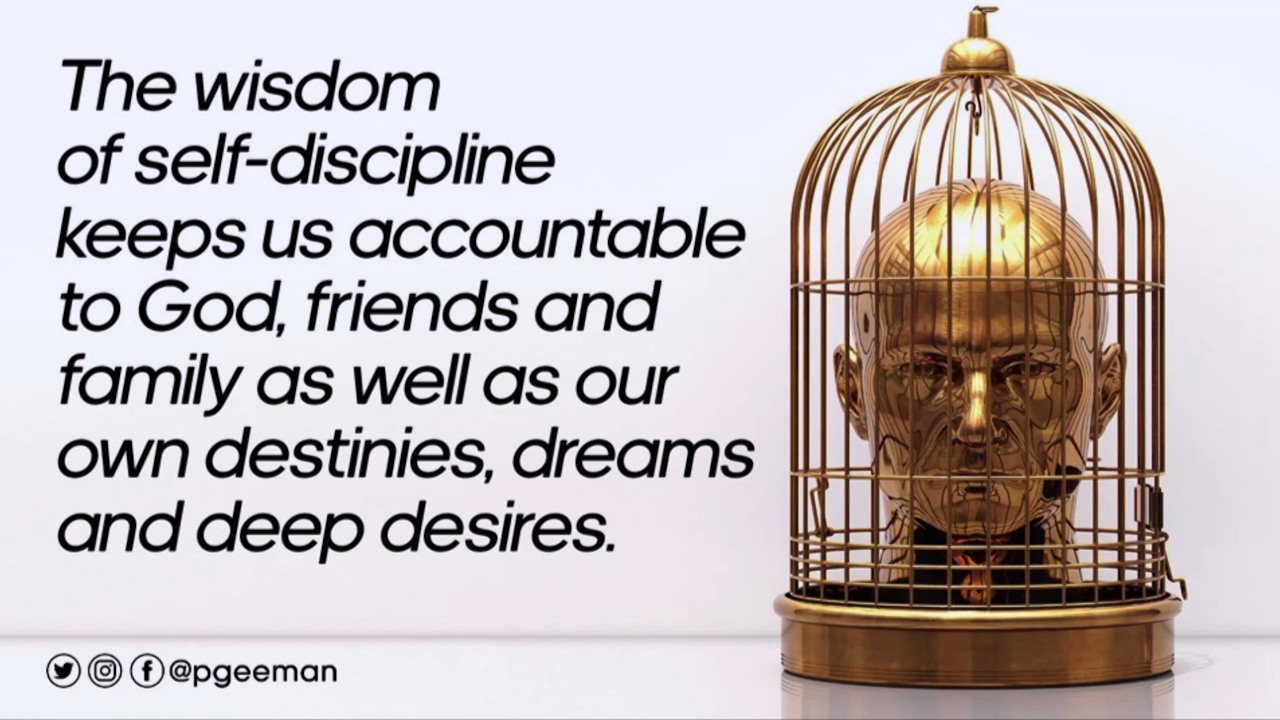 The wisdom
of self-discipline
keeps us accountable
to God, friends and
family as well as our
own destinies, dreams
and deep desires.
@pgeeman